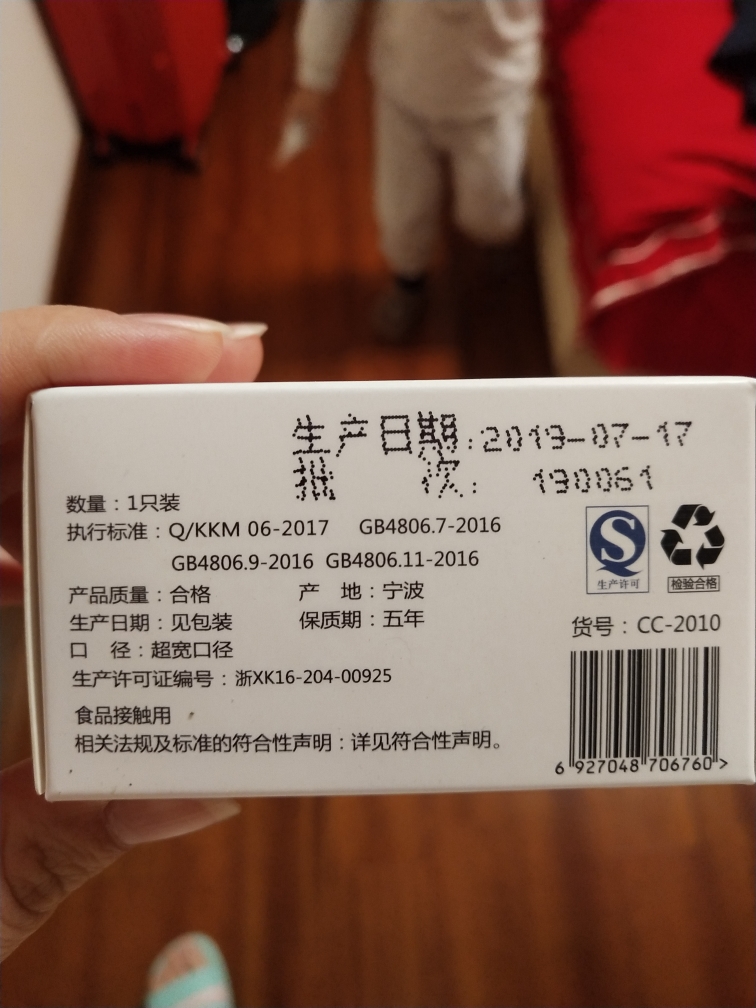 生产日期:2019-07-17
批 次: 190061
数量：1只装
执行标准：Q/KKM 06-2017 GB4806.7-2016
GB4806.9-2016 GB4806.11-2016
产品质量：合格 产 地：宁波
生产日期：见包装 保质期：五年
口 径：超宽口径
生产许可证编号：浙XK16-204-00925
食品接触用
相关法规及标准的符合性声明：详见符合性声明。
S
生产许可
检验合格
货号：CC-2010
6 927048 706760 >